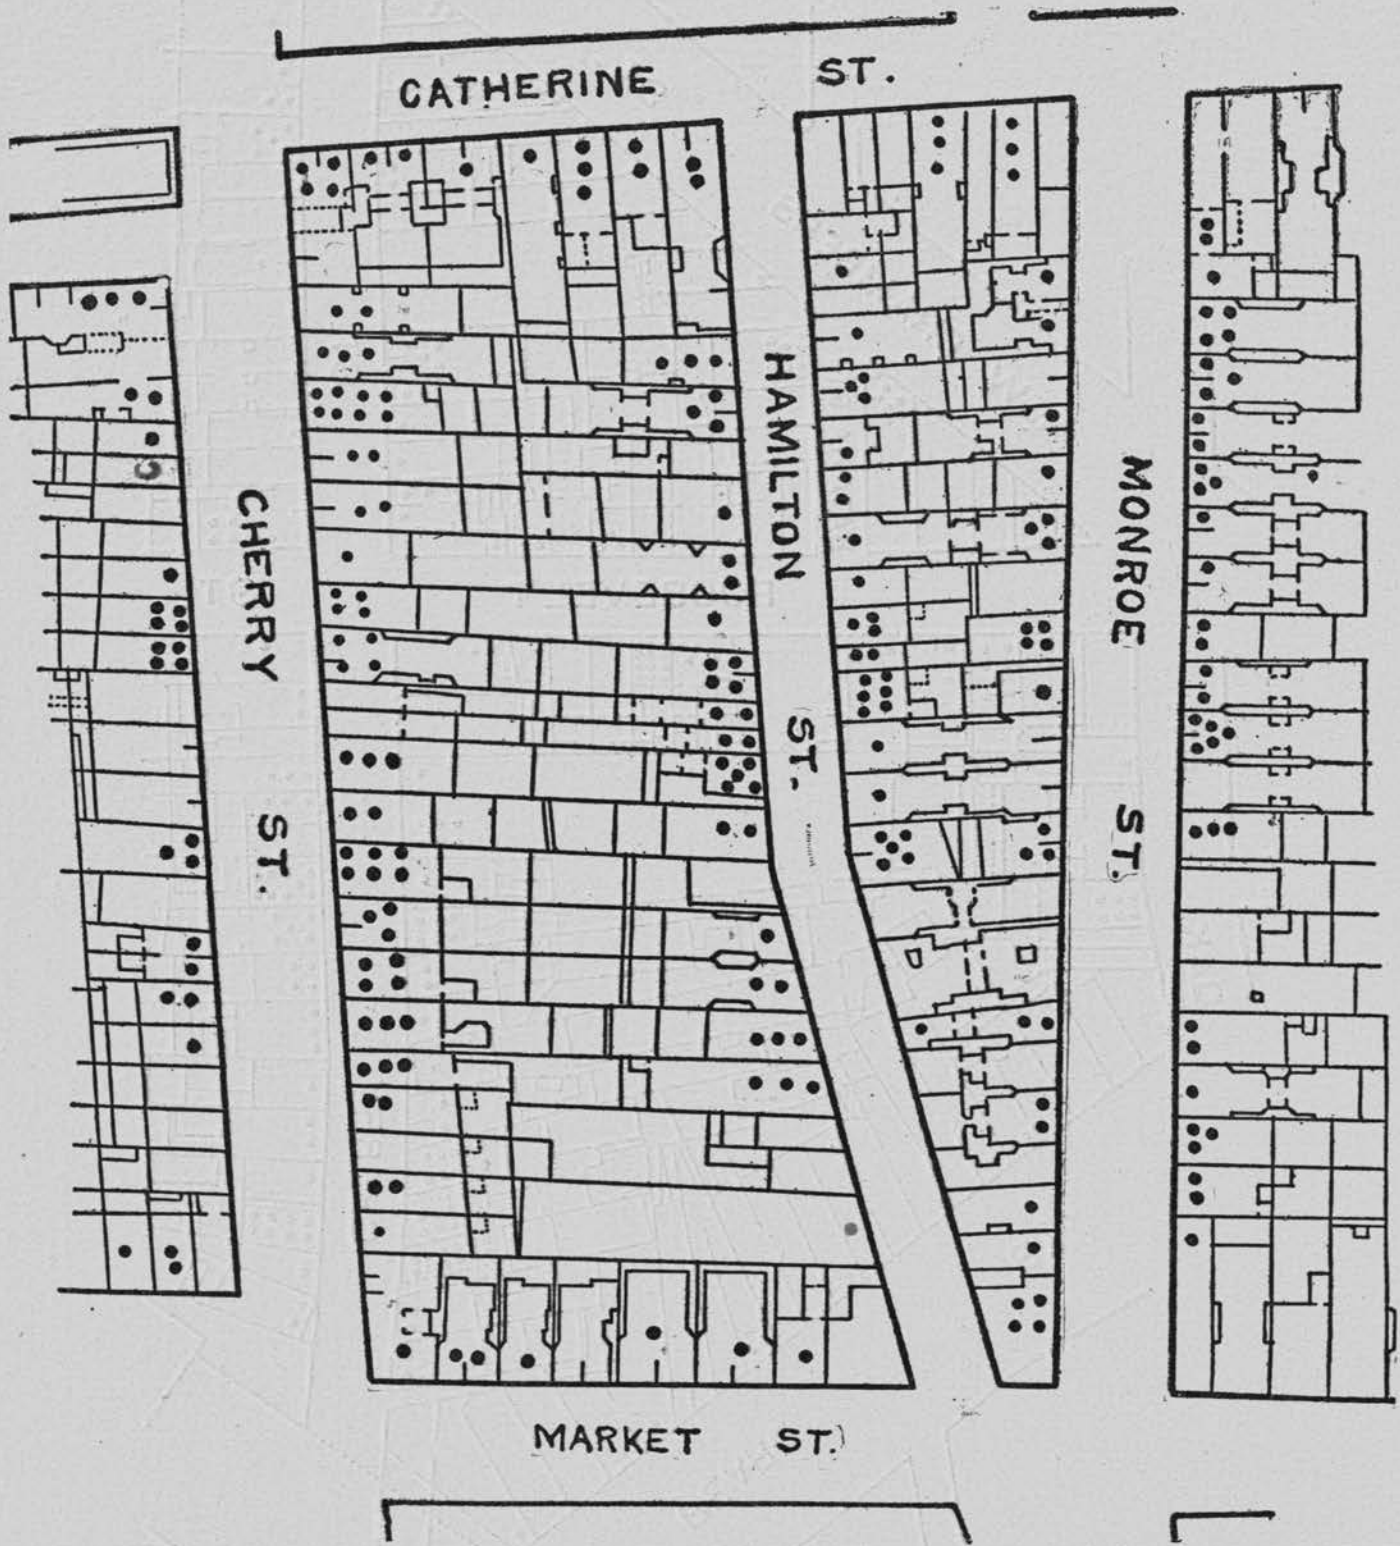 CATHERINE ST.
CHERRY ST.
HAMILTON ST.
MONROE ST.
MARKET ST.